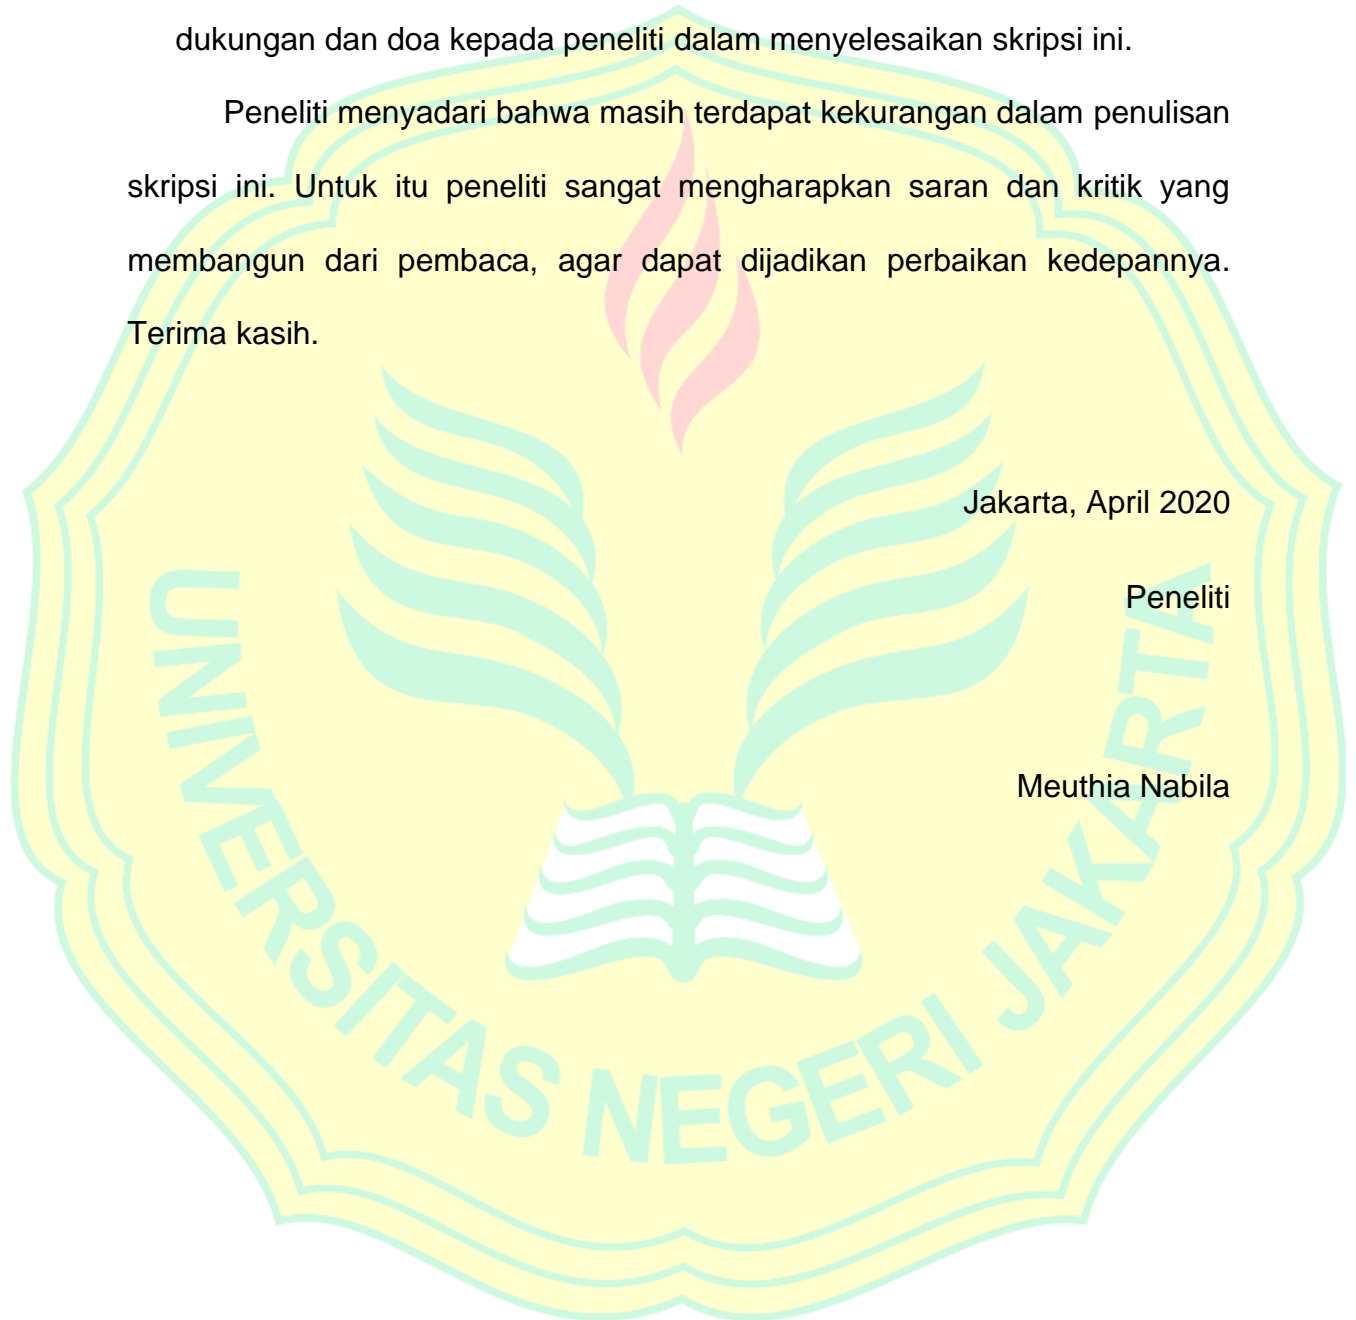 dukungan dan doa kepada peneliti dalam menyelesaikan skripsi ini.
Peneliti menyadari bahwa masih terdapat kekurangan dalam penulisan
skripsi ini. Untuk itu peneliti sangat mengharapkan saran dan kritik yang
membangun dari pembaca, agar dapat dijadikan perbaikan kedepannya.
Terima kasih.
Jakarta, April 2020
Peneliti
Meuthia Nabila
UNIVERSITAS NEGERI JAKARTA